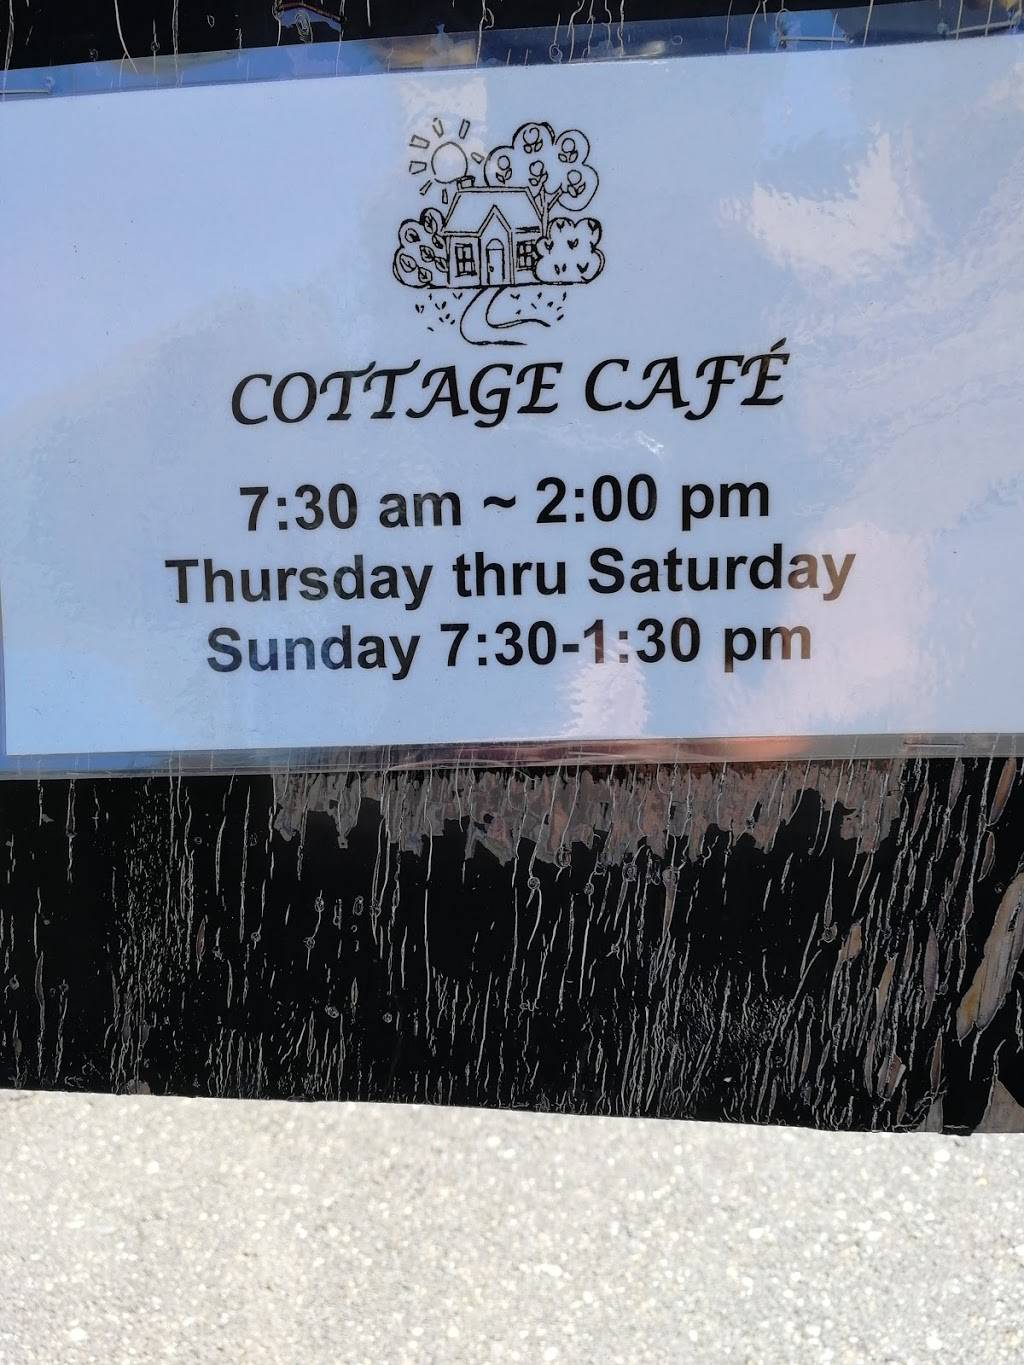 COTTAGE CAFÉ
7:30 am ~ 2:00 pm
Thursday thru Saturday
Sunday 7:30-1:30 pm